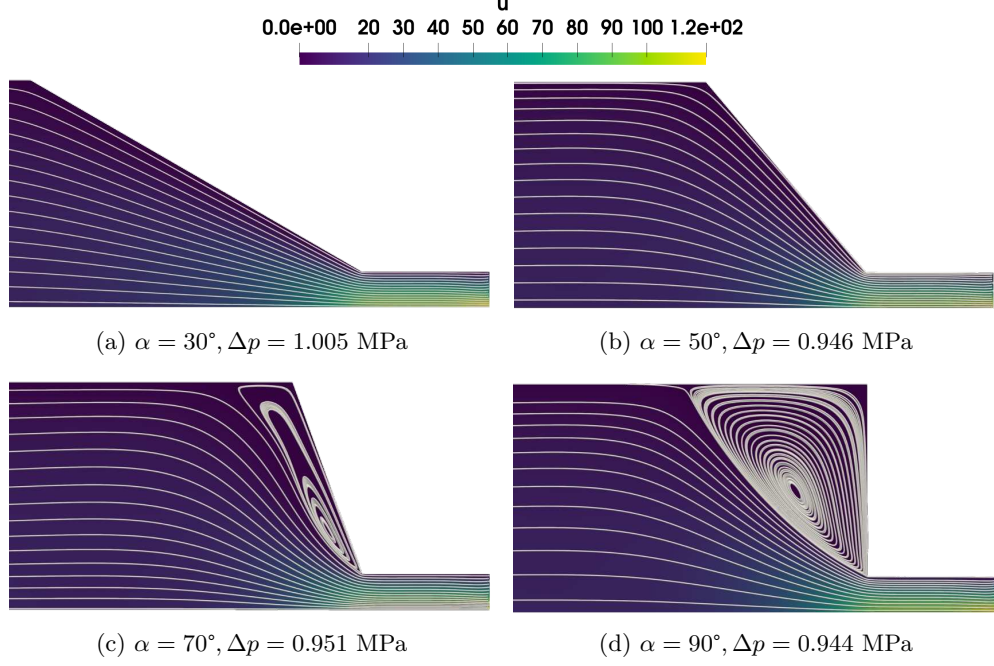 u
0.0e+00 20 30 40 50 60 70 80 90 100 1.2e+02
(a) α = 30°, Δp = 1.005 MPa
(b) α = 50°, Δp = 0.946 MPa
(c) α = 70°, Δp = 0.951 MPa
(d) α = 90°, Δp = 0.944 MPa